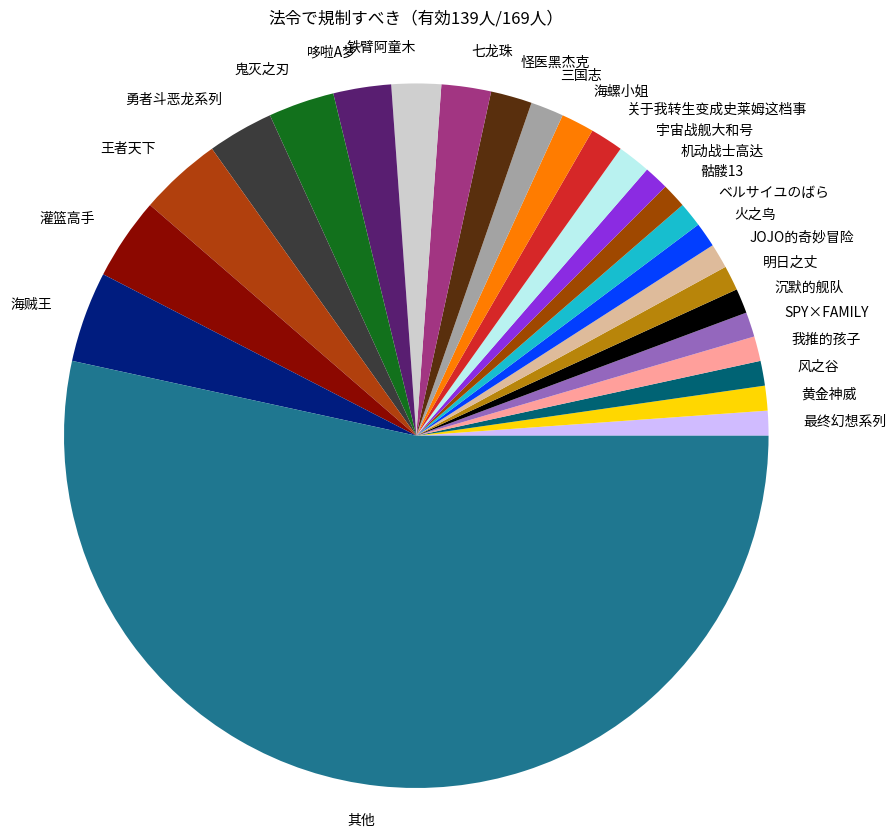 法令で規制すべき（有効139人/169人）
铁臂阿童木
哆啦A梦
鬼灭之刃
勇者斗恶龙系列
王者天下
灌篮高手
海贼王
其他
七龙珠
怪医黑杰克
三国志
海螺小姐
关于我转生变成史莱姆这档事
宇宙战舰大和号
机动战士高达
骷髅13
ベルサイユのばら
火之鸟
JOJO的奇妙冒险
明日之丈
沉默的舰队
SPY×FAMILY
我推的孩子
风之谷
黄金神威
最终幻想系列